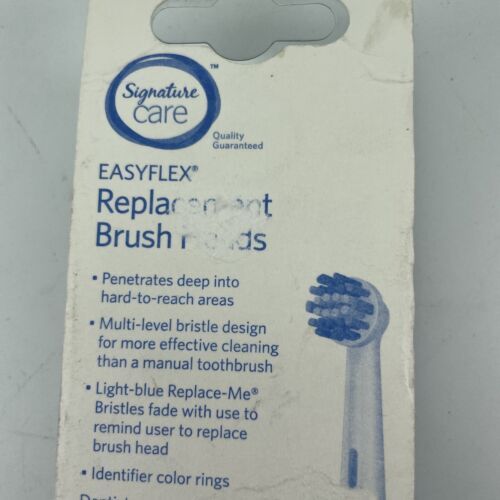 Signature
care
™
Quality
Guaranteed
EASYFLEX®
Replacement
Brush Heads
• Penetrates deep into
hard-to-reach areas
• Multi-level bristle design
for more effective cleaning
than a manual toothbrush
• Light-blue Replace-Me®
Bristles fade with use to
remind user to replace
brush head
• Identifier color rings